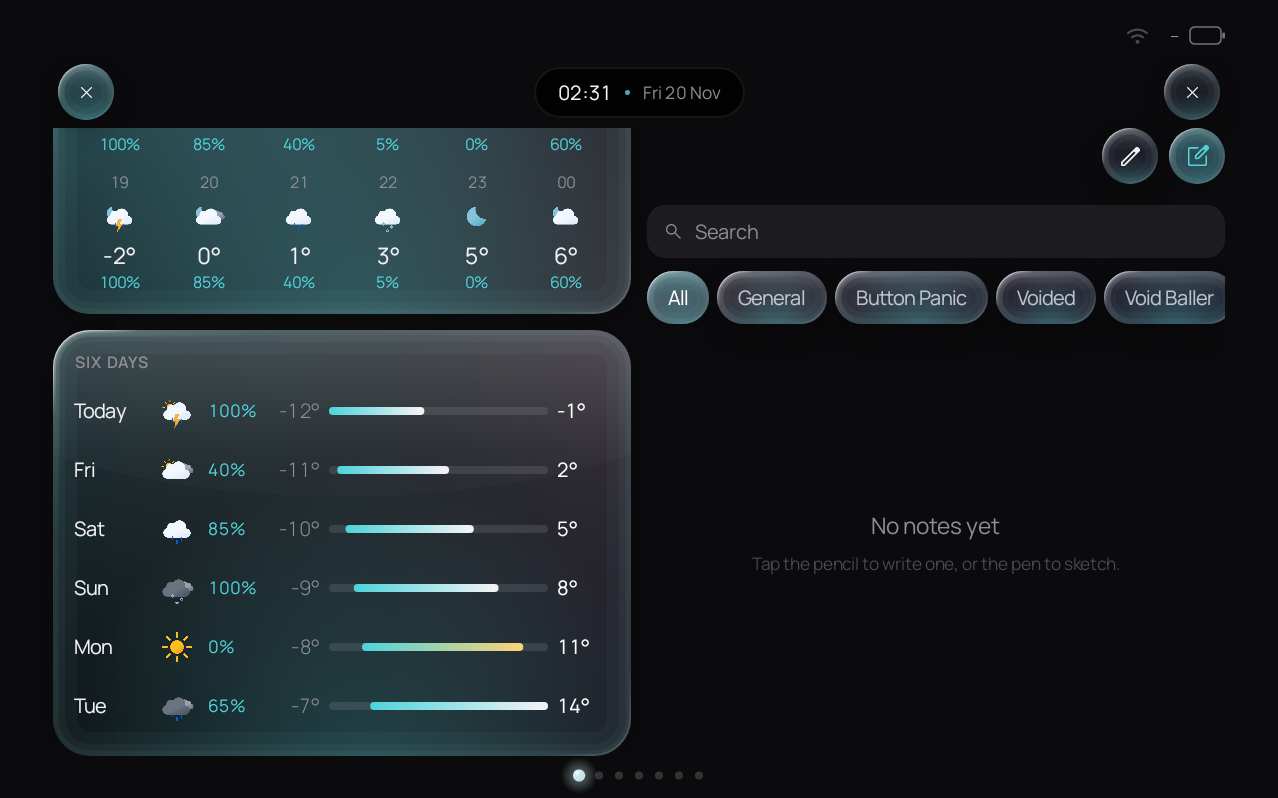 –
02:31 • Fri 20 Nov
100% 85% 40% 5% 0% 60%
19 20 21 22 23 00
-2° 0° 1° 3° 5° 6°
100% 85% 40% 5% 0% 60%
SIX DAYS
Today 100% -12° -1°
Fri 40% -11° 2°
Sat 85% -10° 5°
Sun 100% -9° 8°
Mon 0% -8° 11°
Tue 65% -7° 14°
Search
All General Button Panic Voided Void Baller
No notes yet
Tap the pencil to write one, or the pen to sketch.